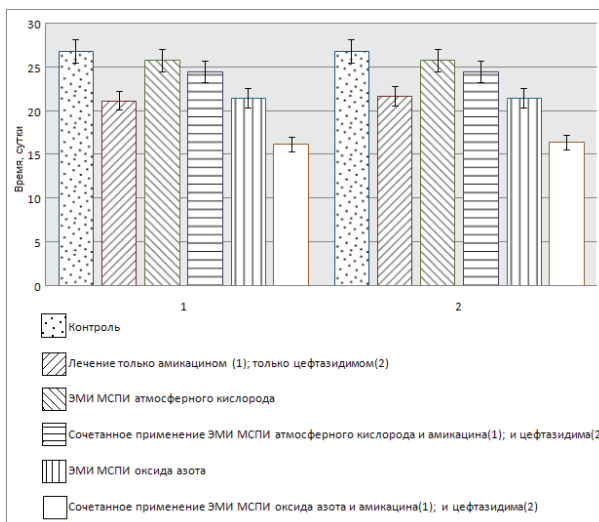 30
25
20
15
10
5
0
Время, сутки
1
2
Контроль
Лечение только амикацином (1); только цефтазидимом(2)
ЭМИ МСПИ атмосферного кислорода
Сочетанное применение ЭМИ МСПИ атмосферного кислорода и амикацина(1); и цефтазидима(2
ЭМИ МСПИ оксида азота
Сочетанное применение ЭМИ МСПИ оксида азота и амикацина(1); и цефтазидима(2)